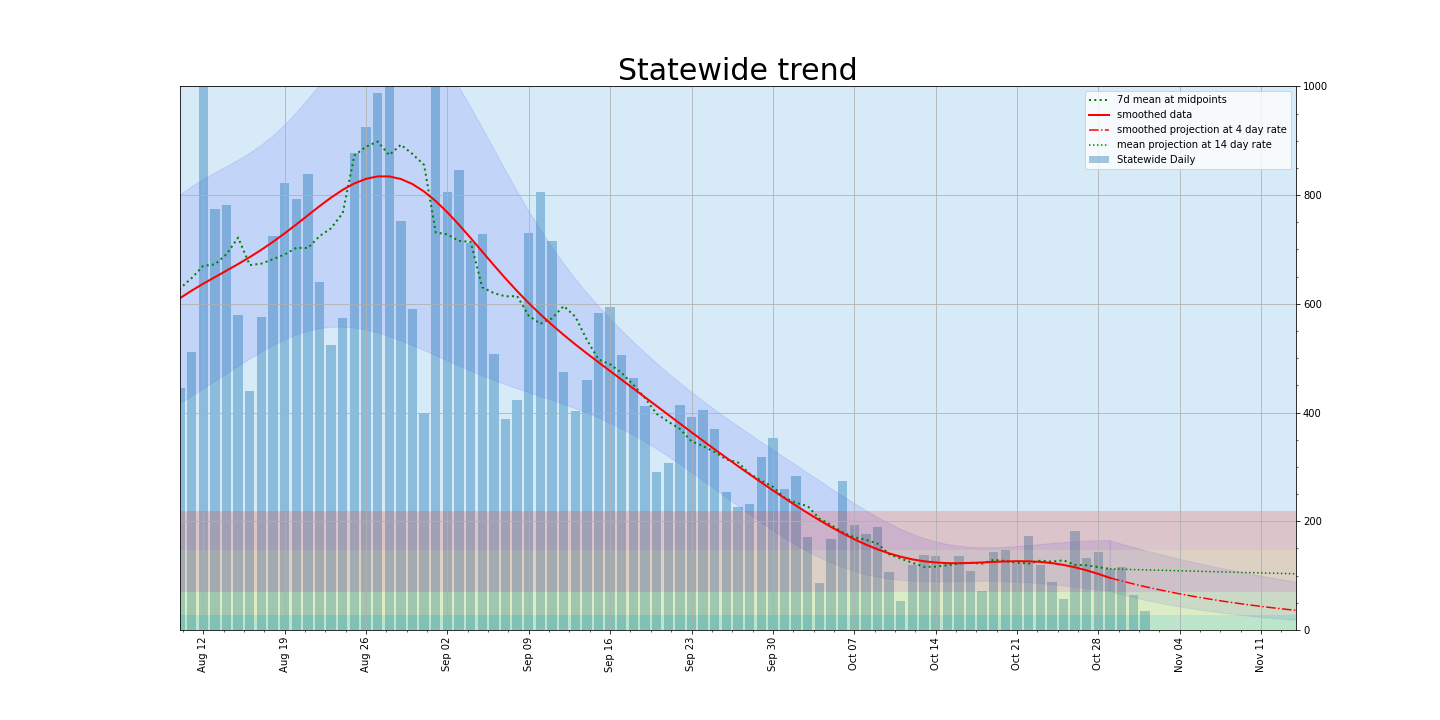 Statewide trend
7d mean at midpoints
smoothed data
smoothed projection at 4 day rate
mean projection at 14 day rate
Statewide Daily
1000
800
600
400
200
0
Aug 12
Aug 19
Aug 26
Sep 02
Sep 09
Sep 16
Sep 23
Sep 30
Oct 07
Oct 14
Oct 21
Oct 28
Nov 04
Nov 11